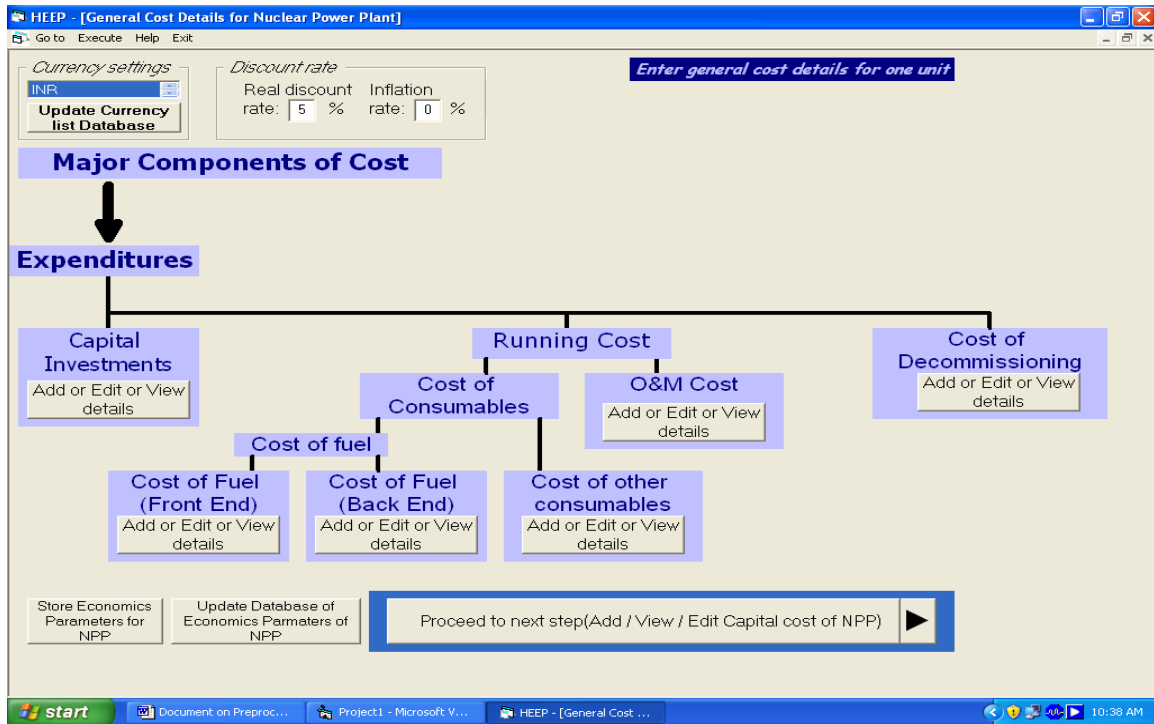 HEEP - [General Cost Details for Nuclear Power Plant]
Go to Execute Help Exit
Currency settings
INR
Update Currency
list Database
Discount rate
Real discount
rate: 5 %
Inflation
rate: 0 %
Enter general cost details for one unit
Major Components of Cost
Expenditures
Capital
Investments
Add or Edit or View
details
Running Cost
Cost of
Decommissioning
Add or Edit or View
details
Cost of
Consumables
O&M Cost
Add or Edit or View
details
Cost of fuel
Cost of Fuel
(Front End)
Add or Edit or View
details
Cost of Fuel
(Back End)
Add or Edit or View
details
Cost of other
consumables
Add or Edit or View
details
Store Economics
Parameters for
NPP
Update Database of
Economics Parmaters of
NPP
Proceed to next step(Add / View / Edit Capital cost of NPP)
start
Document on Preproc...
Project1 - Microsoft V...
HEEP - [General Cost ...
10:38 AM